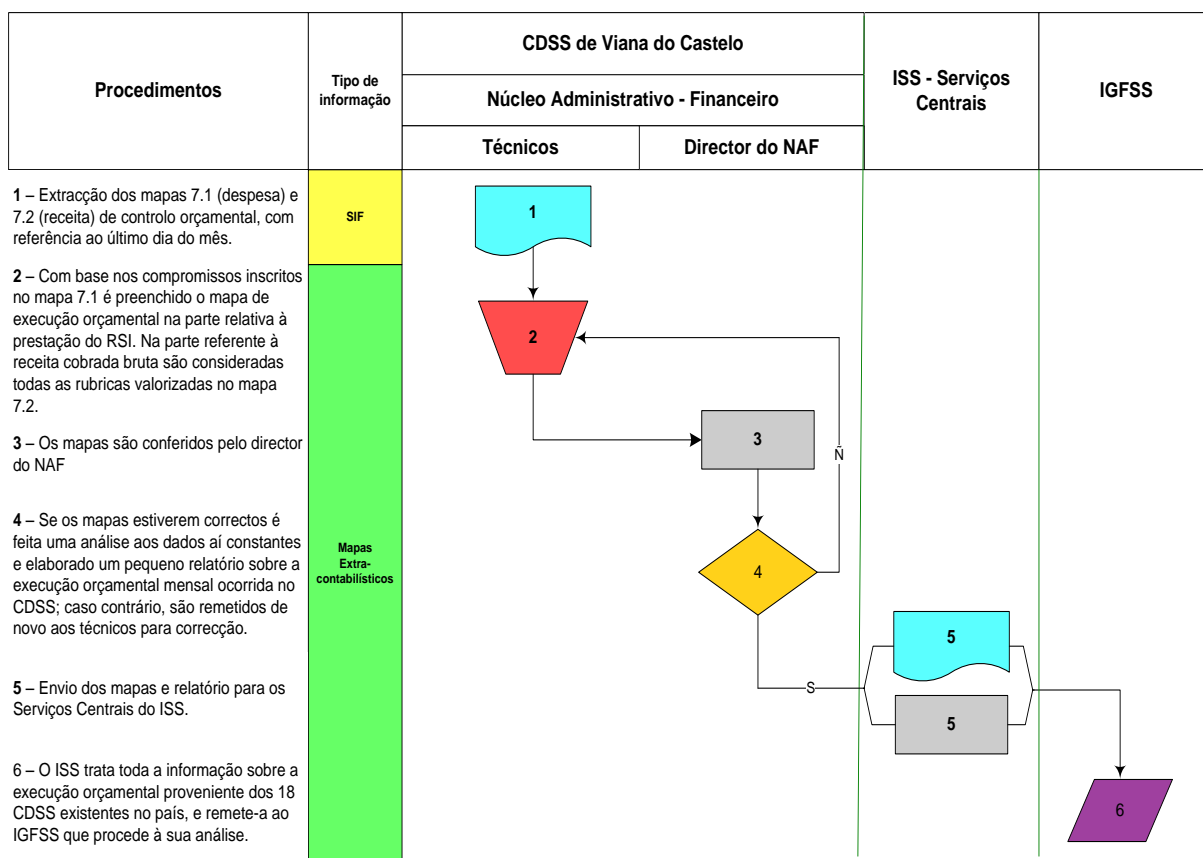 Procedimentos
Tipo de
informação
CDSS de Viana do Castelo
Núcleo Administrativo - Financeiro
Técnicos
Director do NAF
ISS - Serviços
Centrais
IGFSS
1 – Extracção dos mapas 7.1 (despesa) e
7.2 (receita) de controlo orçamental, com
referência ao último dia do mês.
SIF
1
2 – Com base nos compromissos inscritos
no mapa 7.1 é preenchido o mapa de
execução orçamental na parte relativa à
prestação do RSI. Na parte referente à
receita cobrada bruta são consideradas
todas as rubricas valorizadas no mapa
7.2.
2
3 – Os mapas são conferidos pelo director
do NAF
3
N
4 – Se os mapas estiverem correctos é
feita uma análise aos dados aí constantes
e elaborado um pequeno relatório sobre a
execução orçamental mensal ocorrida no
CDSS; caso contrário, são remetidos de
novo aos técnicos para correcção.
Mapas
Extra-
contabilísticos
4
5 – Envio dos mapas e relatório para os
Serviços Centrais do ISS.
S
5
5
6 – O ISS trata toda a informação sobre a
execução orçamental proveniente dos 18
CDSS existentes no país, e remete-a ao
IGFSS que procede à sua análise.
6